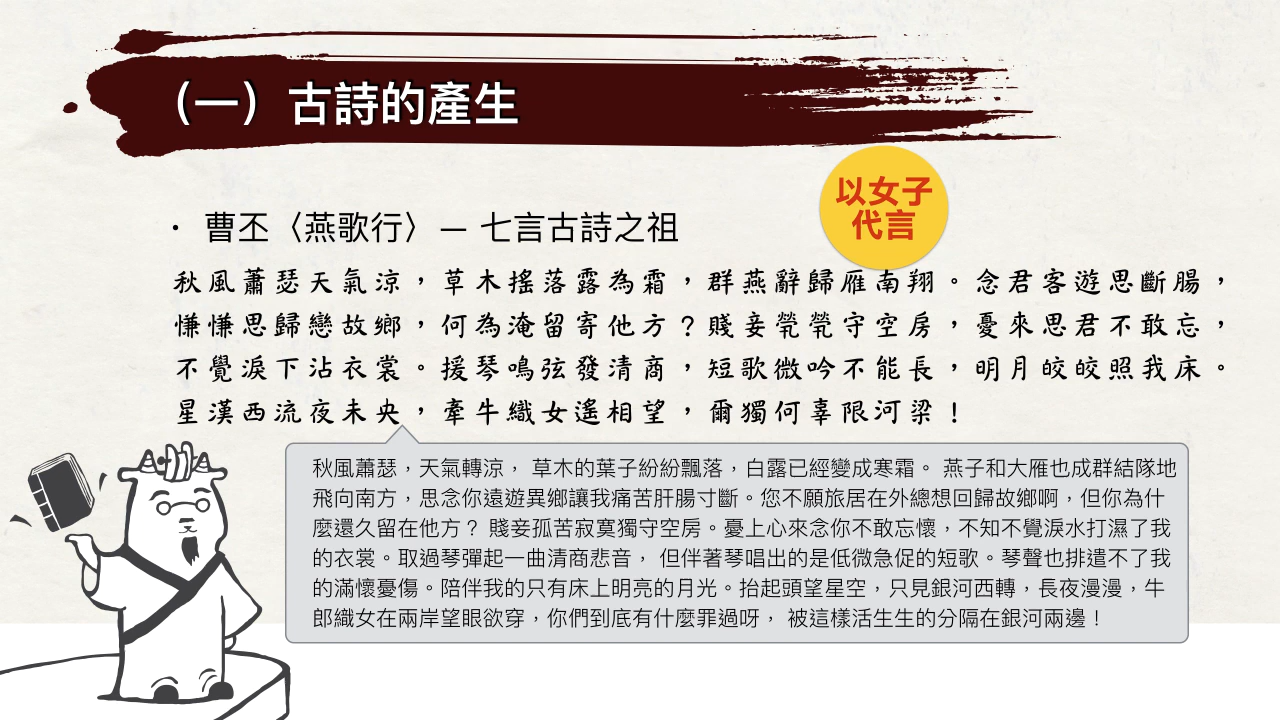 （一）古詩的產生
以女子
代言
· 曹丕〈燕歌行〉— 七言古詩之祖
秋風蕭瑟天氣涼，草木搖落露為霜，群燕辭歸雁南翔。念君客遊思斷腸，
慊慊思歸戀故鄉，何為淹留寄他方？賤妾煢煢守空房，憂來思君不敢忘，
不覺淚下沾衣裳。援琴鳴弦發清商，短歌微吟不能長，明月皎皎照我床。
星漢西流夜未央，牽牛織女遙相望，爾獨何辜限河梁！
秋風蕭瑟，天氣轉涼， 草木的葉子紛紛飄落，白露已經變成寒霜。 燕子和大雁也成群結隊地
飛向南方，思念你遠遊異鄉讓我痛苦肝腸寸斷。您不願旅居在外總想回歸故鄉啊，但你為什
麼還久留在他方？ 賤妾孤苦寂寞獨守空房。憂上心來念你不敢忘懷，不知不覺淚水打濕了我
的衣裳。取過琴彈起一曲清商悲音， 但伴著琴唱出的是低微急促的短歌。琴聲也排遣不了我
的滿懷憂傷。陪伴我的只有床上明亮的月光。抬起頭望星空，只見銀河西轉，長夜漫漫，牛
郎織女在兩岸望眼欲穿，你們到底有什麼罪過呀， 被這樣活生生的分隔在銀河兩邊！